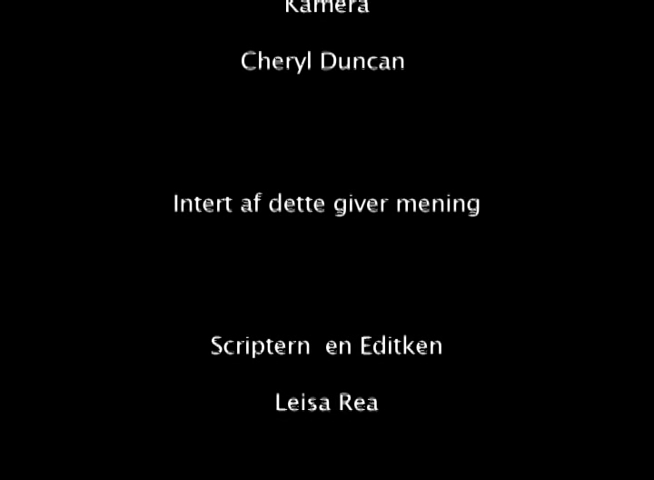 Kamera
Cheryl Duncan
Intert af dette giver mening
Scriptern en Editken
Leisa Rea